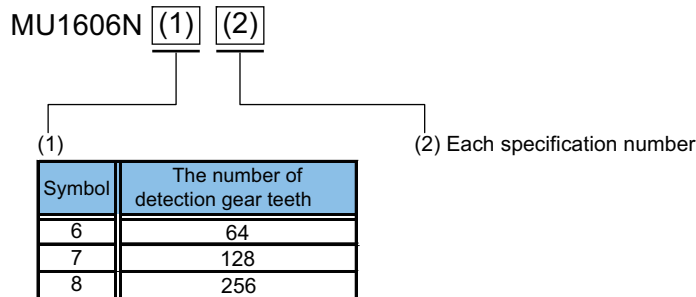 MU1606N (1) (2)
(1)
(2) Each specification number
Symbol
The number of
detection gear teeth
6 64
7 128
8 256